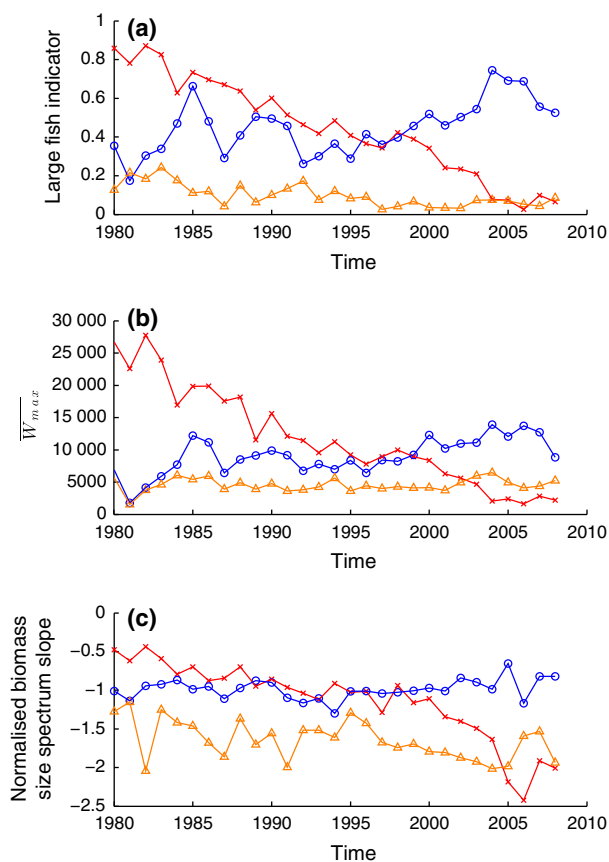 (a)
Large fish indicator
1
0.8
0.6
0.4
0.2
0
1980 1985 1990 1995 2000 2005 2010
Time
(b)
W max
30 000
25 000
20 000
15 000
10 000
5000
0
1980 1985 1990 1995 2000 2005 2010
Time
(c)
Normalised biomass
size spectrum slope
0
−0.5
−1
−1.5
−2
−2.5
1980 1985 1990 1995 2000 2005 2010
Time